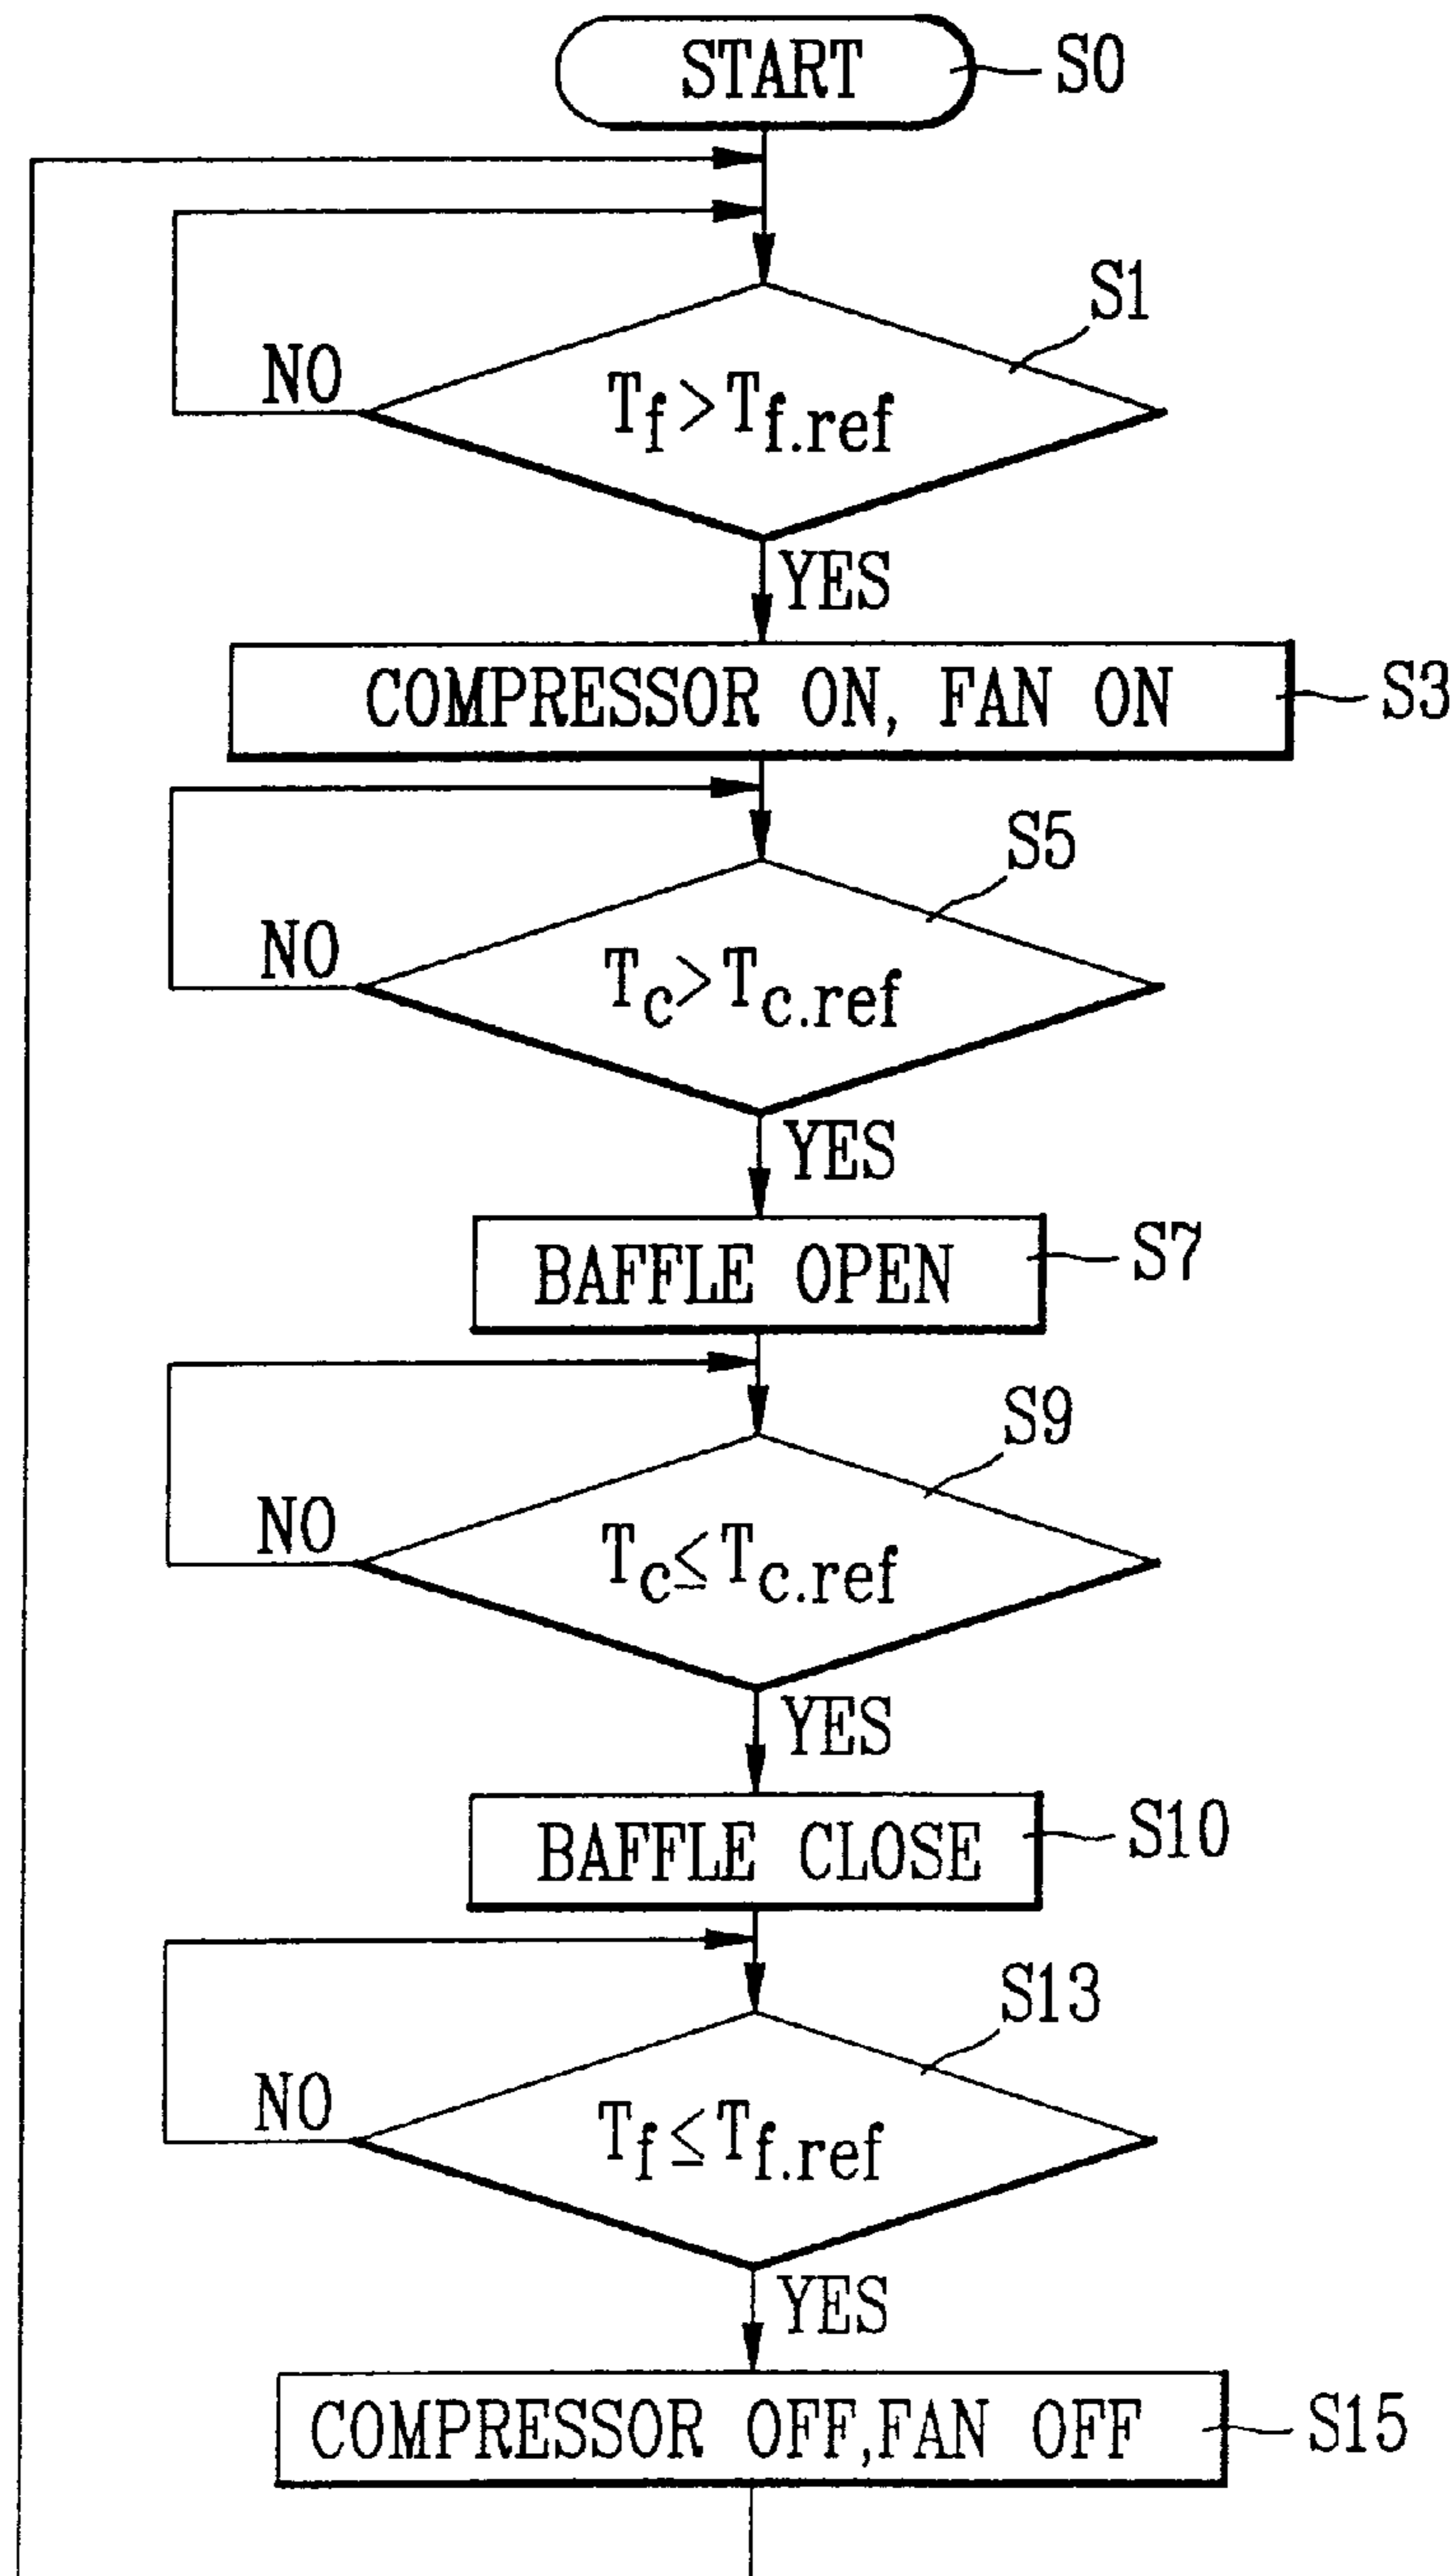 START S0
S1
NO
Tf>Tf.ref
YES
COMPRESSOR ON, FAN ON S3
S5
NO
Tc>Tc.ref
YES
BAFFLE OPEN S7
S9
NO
Tc≤Tc.ref
YES
BAFFLE CLOSE S10
S13
NO
Tf≤Tf.ref
YES
COMPRESSOR OFF,FAN OFF S15